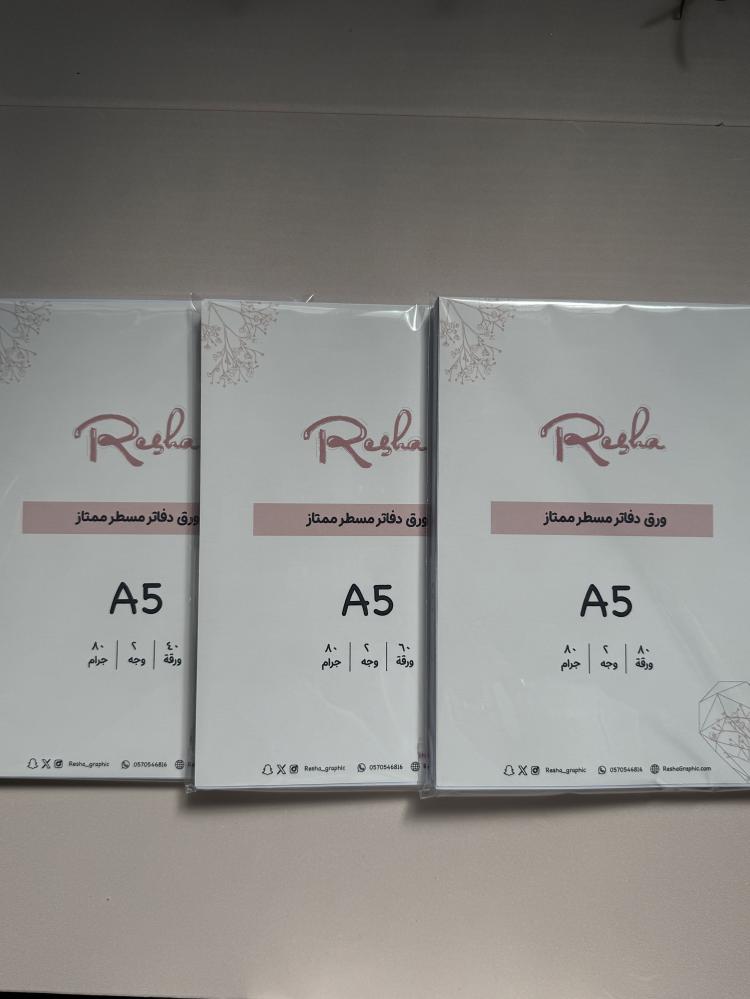 Resha
ورق دفاتر مسطر ممتاز
A5
٤٠ | ٢ | ٨٠
ورقة | وجه | جرام
Resha_graphic 0570546816
Resha
ورق دفاتر مسطر ممتاز
A5
٦٠ | ٢ | ٨٠
ورقة | وجه | جرام
Resha_graphic 0570546816
Resha
ورق دفاتر مسطر ممتاز
A5
٨٠ | ٢ | ٨٠
ورقة | وجه | جرام
Resha_graphic 0570546816 ReshaGraphic.com